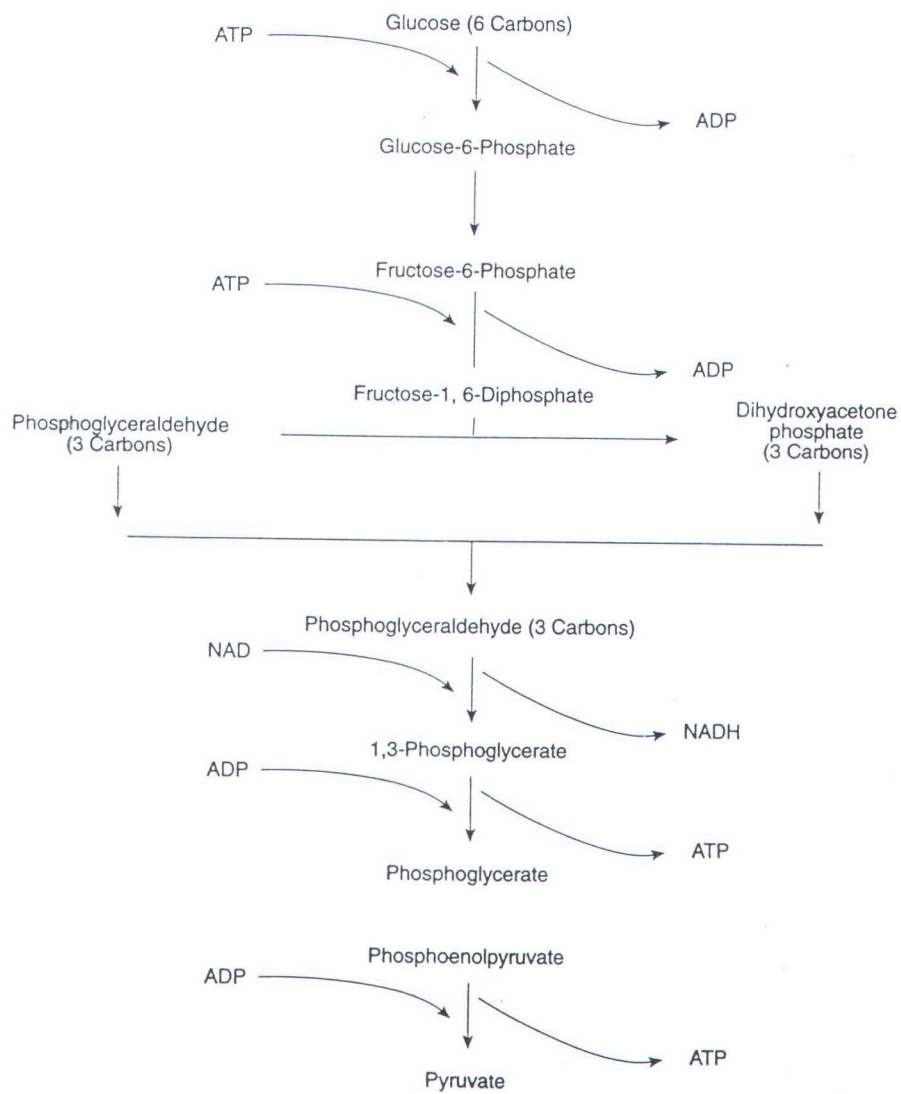 Glucose (6 Carbons)
ATP
ADP
Glucose-6-Phosphate
Fructose-6-Phosphate
ATP
ADP
Fructose-1, 6-Diphosphate
Phosphoglyceraldehyde
(3 Carbons)
Dihydroxyacetone
phosphate
(3 Carbons)
Phosphoglyceraldehyde (3 Carbons)
NAD
NADH
1,3-Phosphoglycerate
ADP
ATP
Phosphoglycerate
Phosphoenolpyruvate
ADP
ATP
Pyruvate